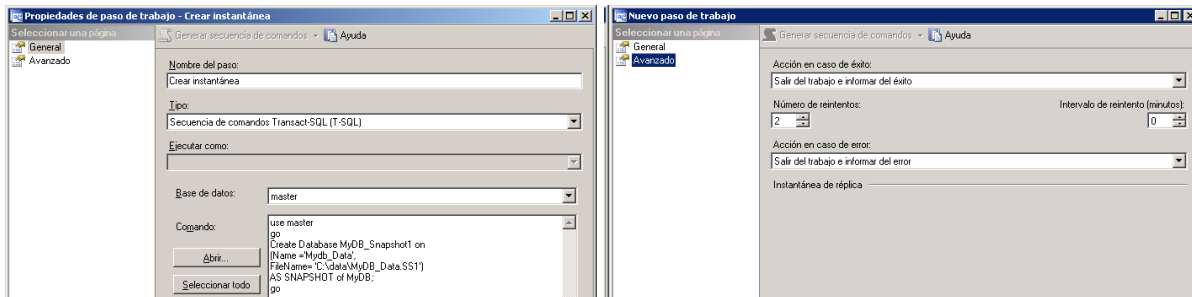 Propiedades de paso de trabajo - Crear instantánea
Seleccionar una página
General
Avanzado
Generar secuencia de comandos
Ayuda
Nombre del paso:
Crear instantánea
Tipo:
Secuencia de comandos Transact-SQL (T-SQL)
Ejecutar como:
Base de datos:
master
Comando:
Abrir...
Seleccionar todo
use master
go
Create Database MyDB_Snapshot1 on
(Name ='Mydb_Data',
FileName= 'C:\data\MyDB_Data.SS1')
AS SNAPSHOT of MyDB;
go
Nuevo paso de trabajo
Seleccionar una página
General
Avanzado
Generar secuencia de comandos
Ayuda
Acción en caso de éxito:
Salir del trabajo e informar del éxito
Número de reintentos:
Intervalo de reintento (minutos):
2
0
Acción en caso de error:
Salir del trabajo e informar del error
Instantánea de réplica